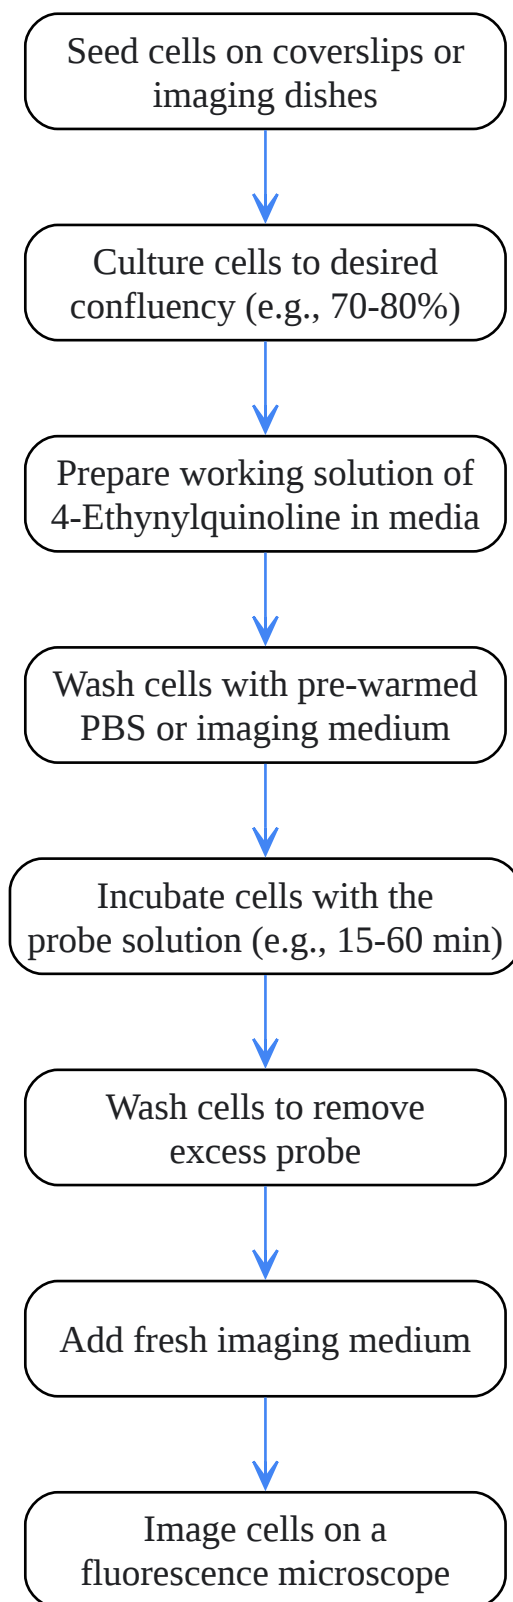 Seed cells on coverslips or
imaging dishes
Culture cells to desired
confluency (e.g., 70-80%)
Prepare working solution of
4-Ethynylquinoline in media
Wash cells with pre-warmed
PBS or imaging medium
Incubate cells with the
probe solution (e.g., 15-60 min)
Wash cells to remove
excess probe
Add fresh imaging medium
Image cells on a
fluorescence microscope